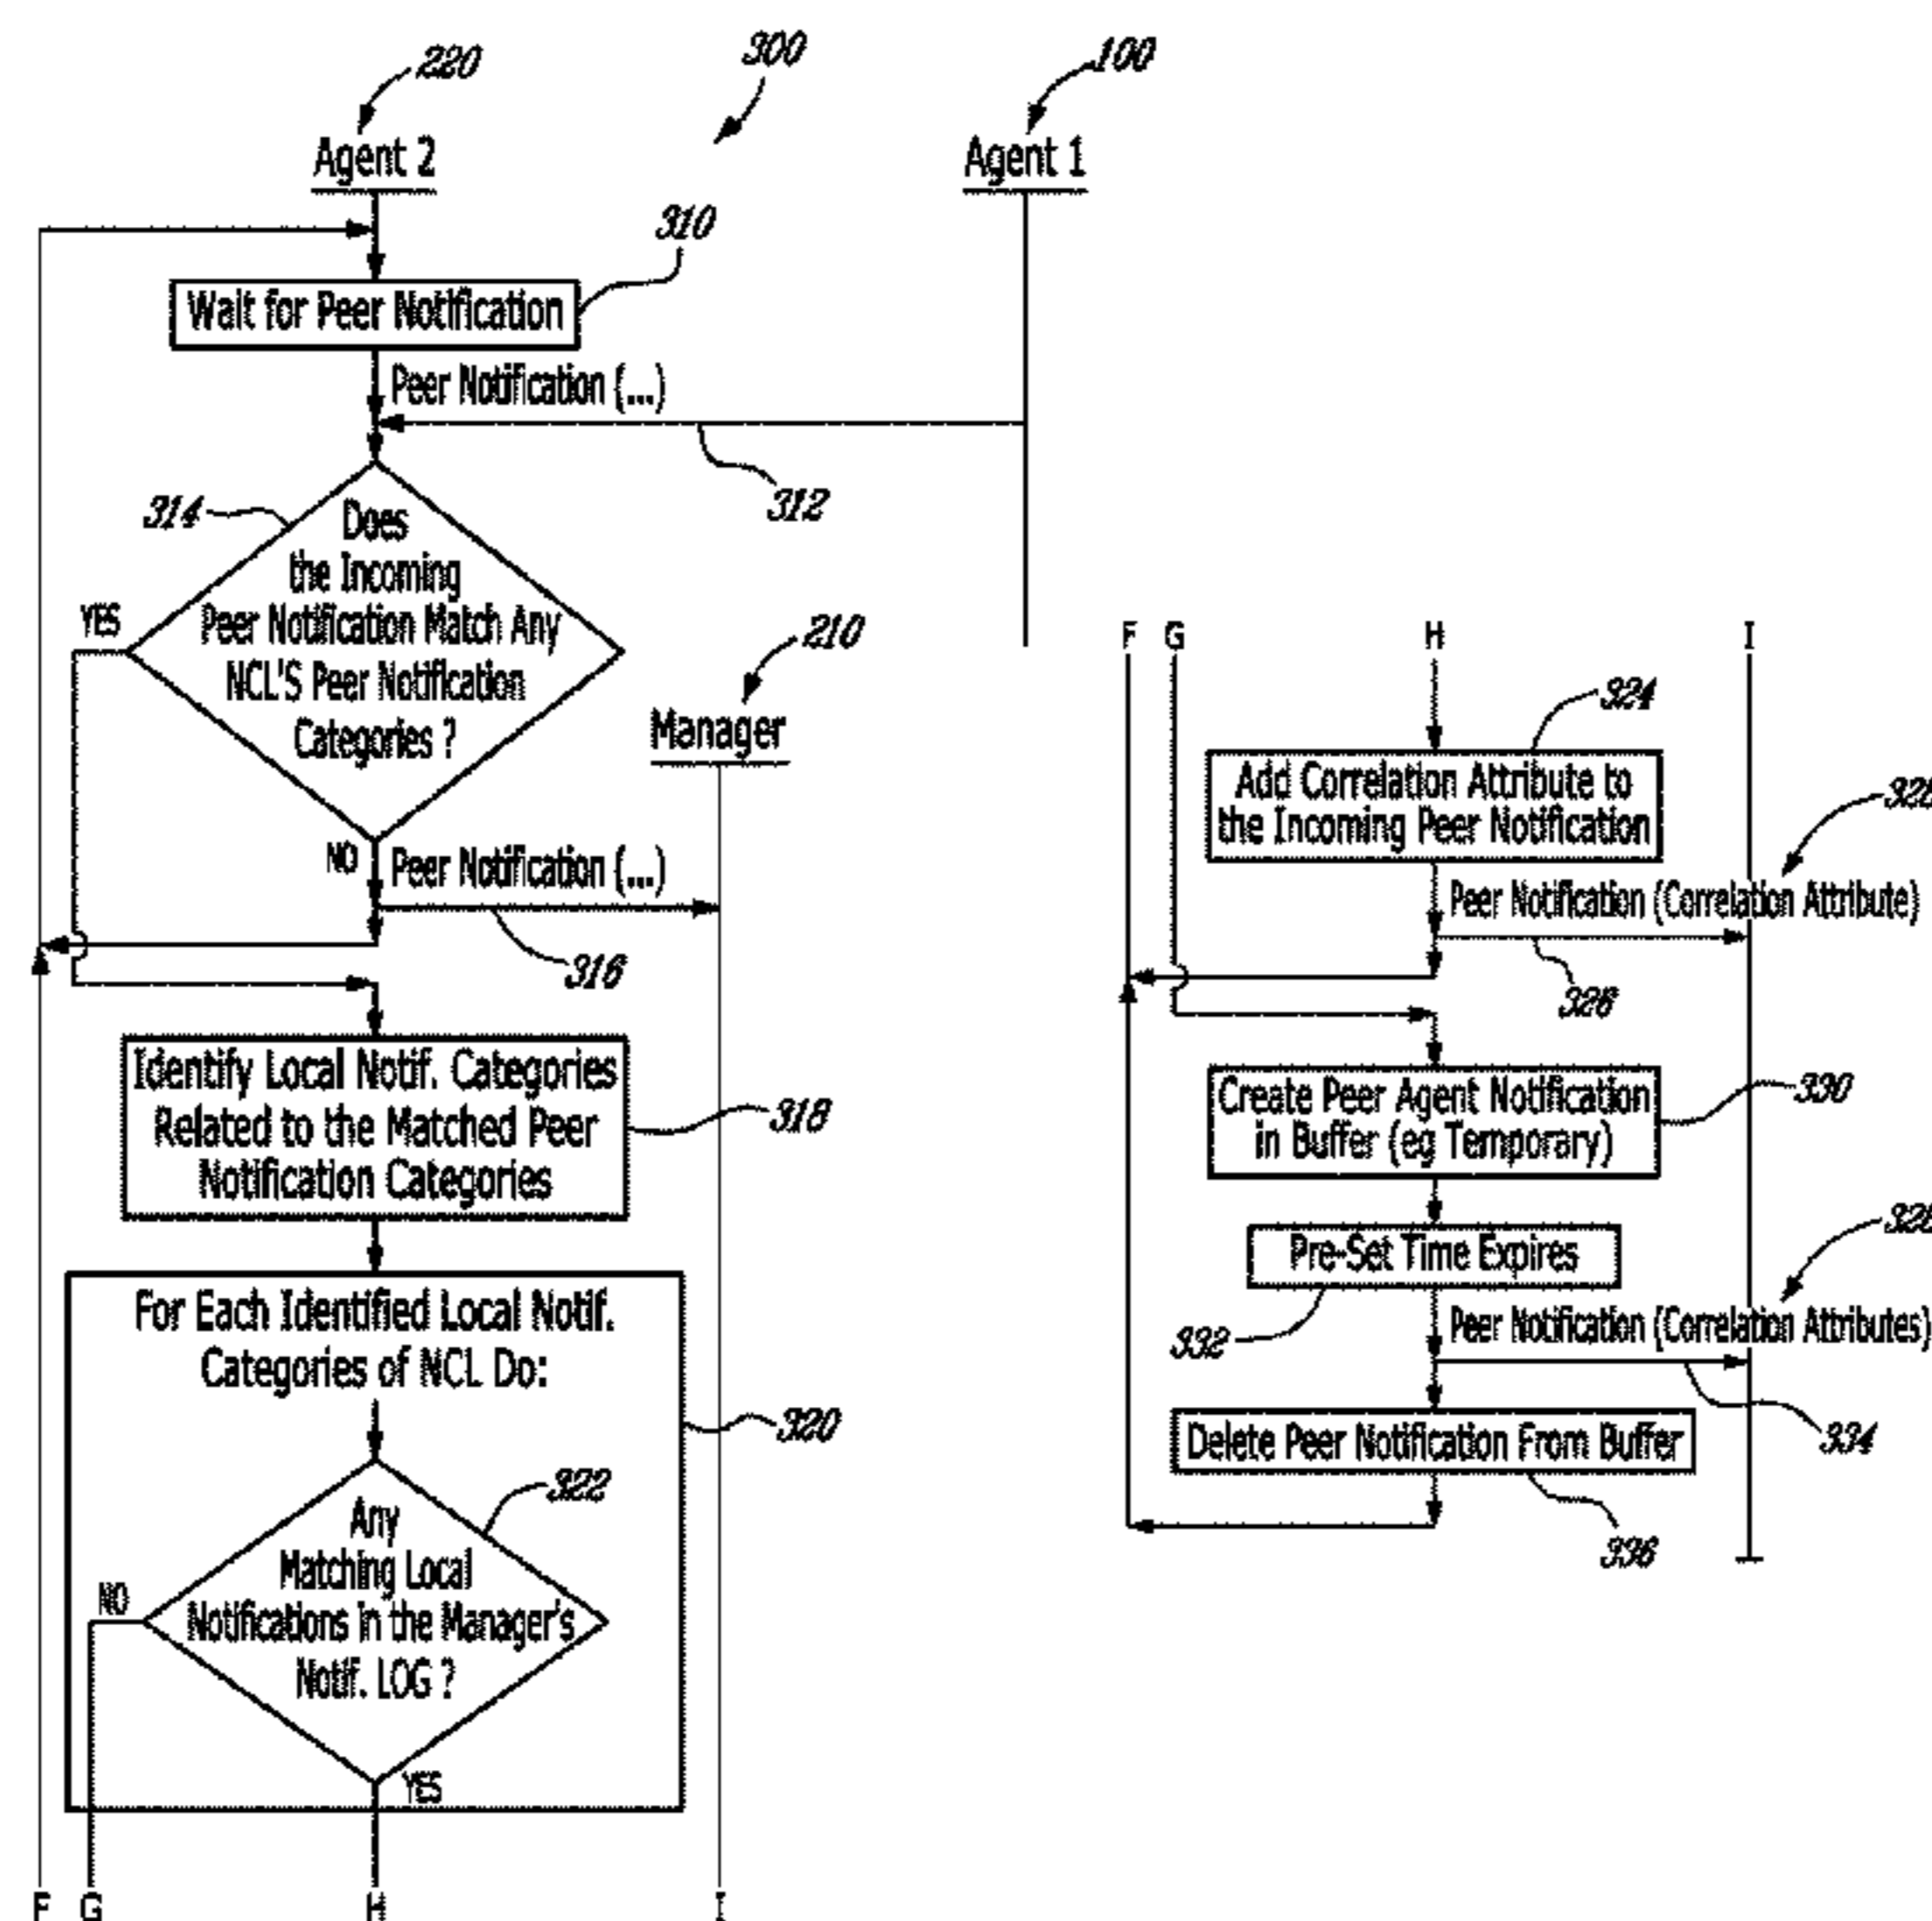 220
300
100
Agent 2
Agent 1
310
Wait for Peer Notification
Peer Notification (...)
312
314
Does
the Incoming
Peer Notification Match Any
NCL'S Peer Notification
Categories ?
YES
210
Manager
NO
Peer Notification (...)
316
Identify Local Notif. Categories
Related to the Matched Peer
Notification Categories
318
For Each Identified Local Notif.
Categories of NCL Do:
320
322
Any
Matching Local
Notifications in the Manager's
Notif. LOG ?
NO
YES
F G H I
F G H I
324
Add Correlation Attribute to
the Incoming Peer Notification
328
Peer Notification (Correlation Attribute)
326
Create Peer Agent Notification
in Buffer (eg Temporary)
330
Pre-Set Time Expires
328
332
Peer Notification (Correlation Attributes)
334
Delete Peer Notification From Buffer
336